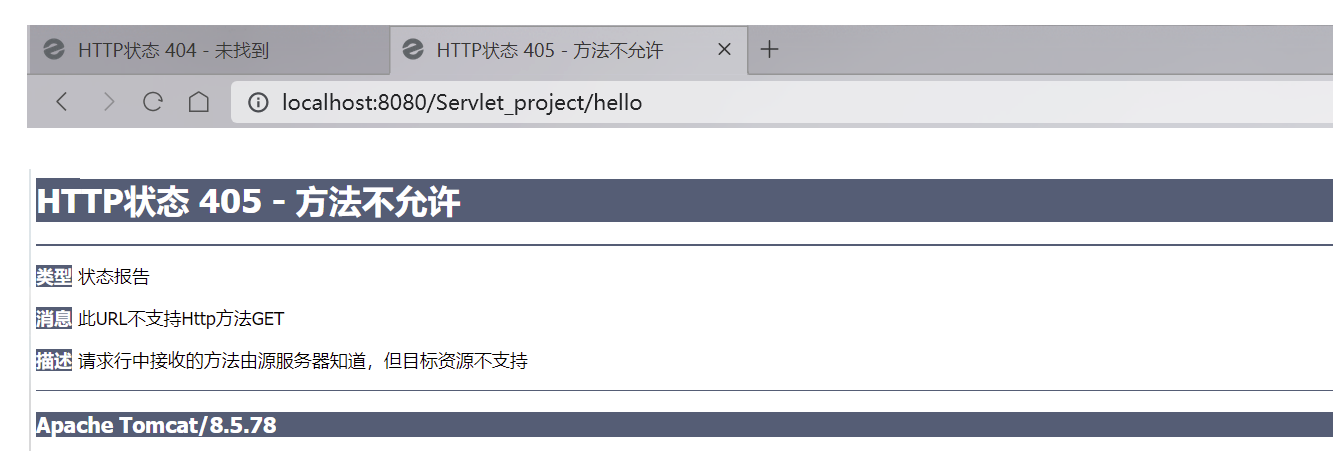 HTTP状态 404 - 未找到
HTTP状态 405 - 方法不允许
localhost:8080/Servlet_project/hello
HTTP状态 405 - 方法不允许
类型 状态报告
消息 此URL不支持Http方法GET
描述 请求行中接收的方法由源服务器知道，但目标资源不支持
Apache Tomcat/8.5.78